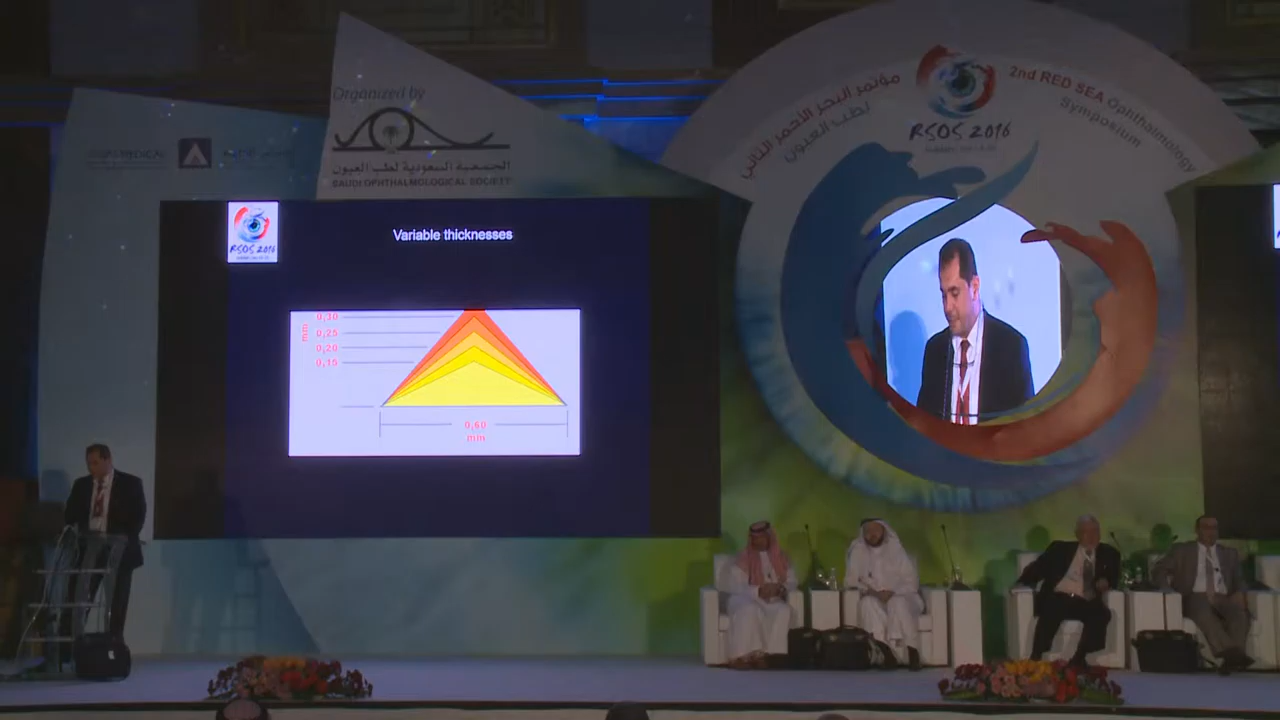 Organized by
الجمعية السعودية لطب العيون
SAUDI OPHTHALMOLOGICAL SOCIETY
مؤتمر البحر الأحمر الثاني
لطب العيون
RSOS 2016
2nd RED SEA Ophthalmology
Symposium
RSOS 2016
Variable thicknesses
0,30
0,25
0,20
0,15
mm
0,60
mm